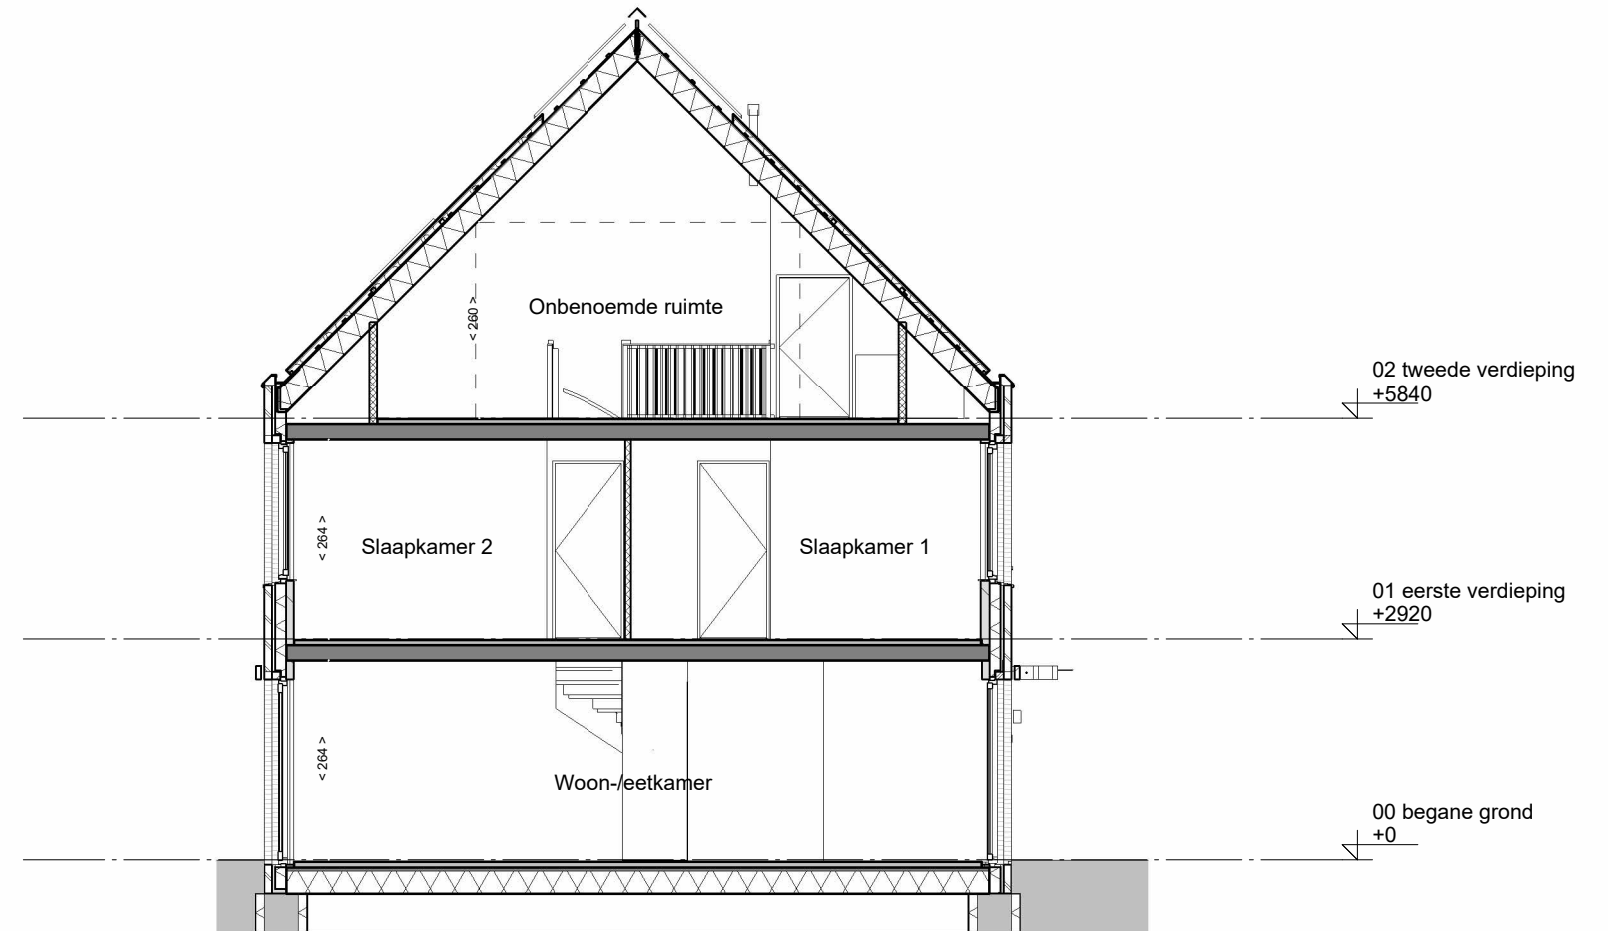 Onbenoemde ruimte
< 260 >
02 tweede verdieping
+5840
< 264 >
Slaapkamer 2
Slaapkamer 1
01 eerste verdieping
+2920
< 264 >
Woon-/eetkamer
00 begane grond
+0